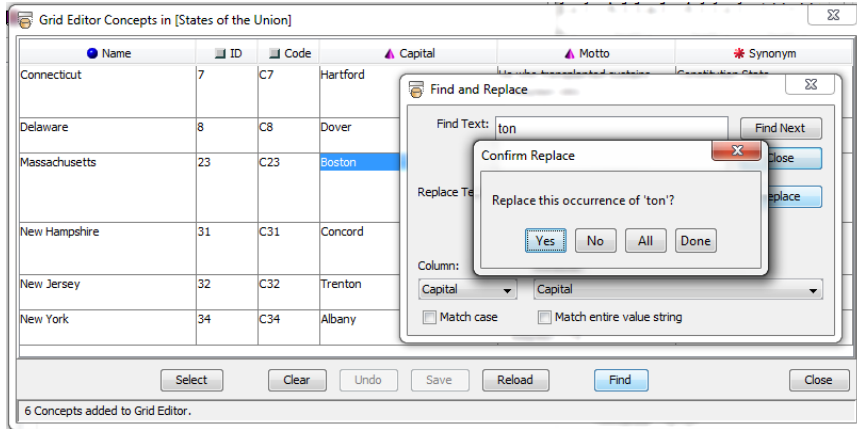 Grid Editor Concepts in [States of the Union]
Name ID Code Capital Motto Synonym
Connecticut 7 C7 Hartford
Find and Replace
Delaware 8 C8 Dover
Find Text: ton Find Next
Confirm Replace
Close
Massachusetts 23 C23 Boston
Replace Te
Replace this occurrence of 'ton'?
New Hampshire 31 C31 Concord
Yes No All Done
Column:
New Jersey 32 C32 Trenton
Capital Capital
New York 34 C34 Albany
Match case Match entire value string
Select Clear Undo Save Reload Find Close
6 Concepts added to Grid Editor.